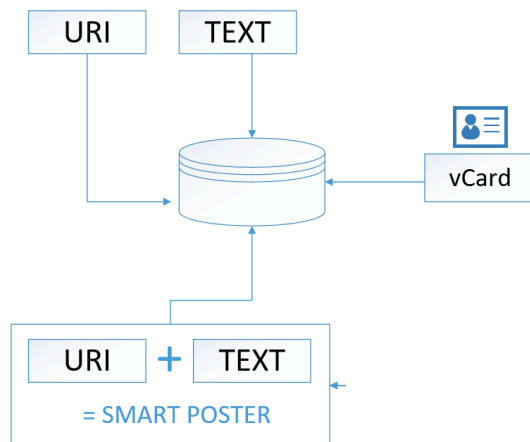 URI TEXT
vCard
URI + TEXT
= SMART POSTER